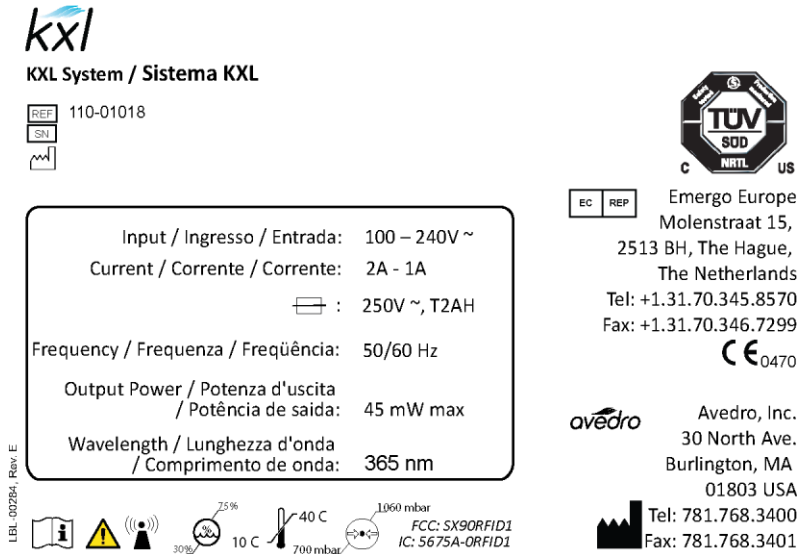 kxl
KXL System / Sistema KXL
REF 110-01018
SN
TÜV
SÜD
NRTL
C US
Input / Ingresso / Entrada: 100 – 240V ~
Current / Corrente / Corrente: 2A - 1A
: 250V ~, T2AH
Frequency / Frequenza / Freqüência: 50/60 Hz
Output Power / Potenza d'uscita
/ Potência de saida: 45 mW max
Wavelength / Lunghezza d'onda
/ Comprimento de onda: 365 nm
EC REP Emergo Europe
Molenstraat 15,
2513 BH, The Hague,
The Netherlands
Tel: +1.31.70.345.8570
Fax: +1.31.70.346.7299
CE 0470
avedro Avedro, Inc.
30 North Ave.
Burlington, MA
01803 USA
Tel: 781.768.3400
Fax: 781.768.3401
LBL-00284, Rev. E
75%
30%
40 C
10 C
1060 mbar
700 mbar
FCC: SX90RFID1
IC: 5675A-0RFID1